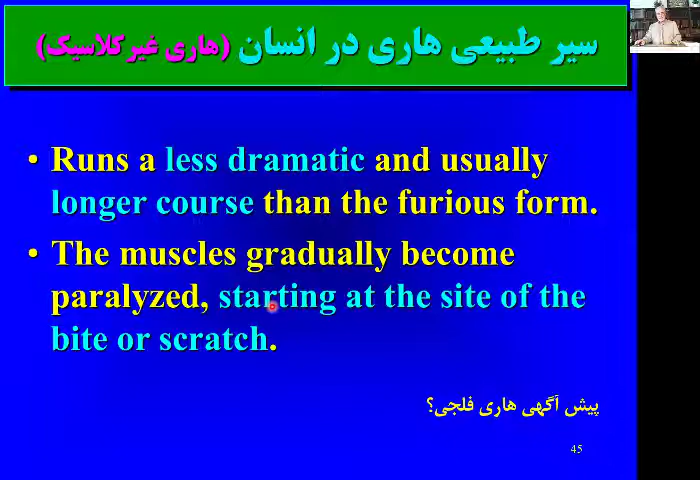 سیر طبیعی هاری در انسان (هاری غیرکلاسیک)
• Runs a less dramatic and usually
longer course than the furious form.
• The muscles gradually become
paralyzed, starting at the site of the
bite or scratch.
پیش آگهی هاری فلجی؟
45